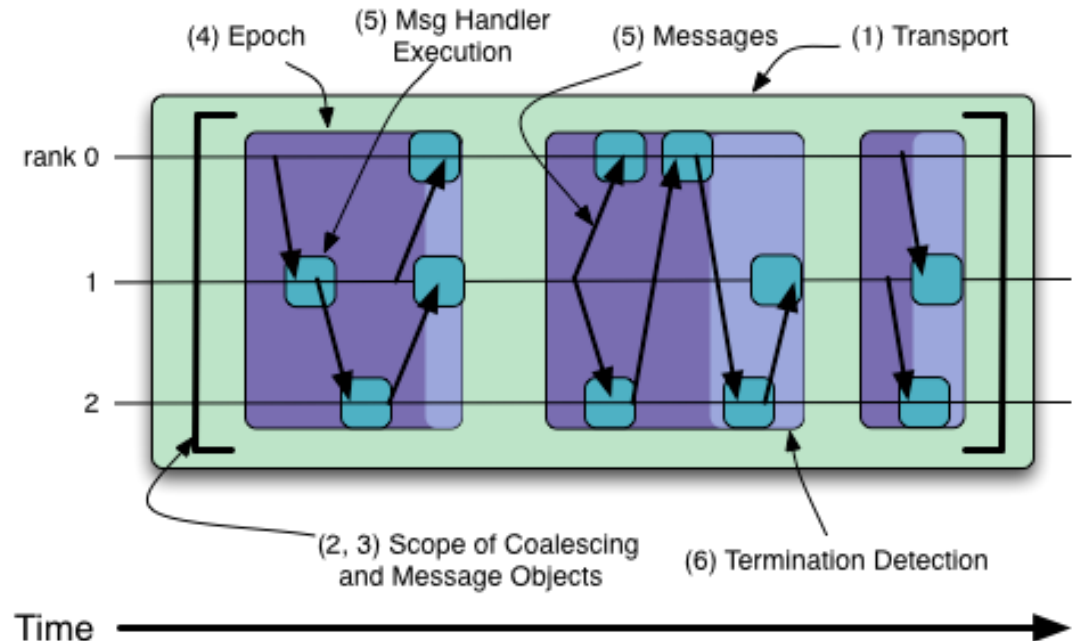 (4) Epoch
(5) Msg Handler
Execution
(5) Messages
(1) Transport
rank 0
1
2
(2, 3) Scope of Coalescing
and Message Objects
(6) Termination Detection
Time